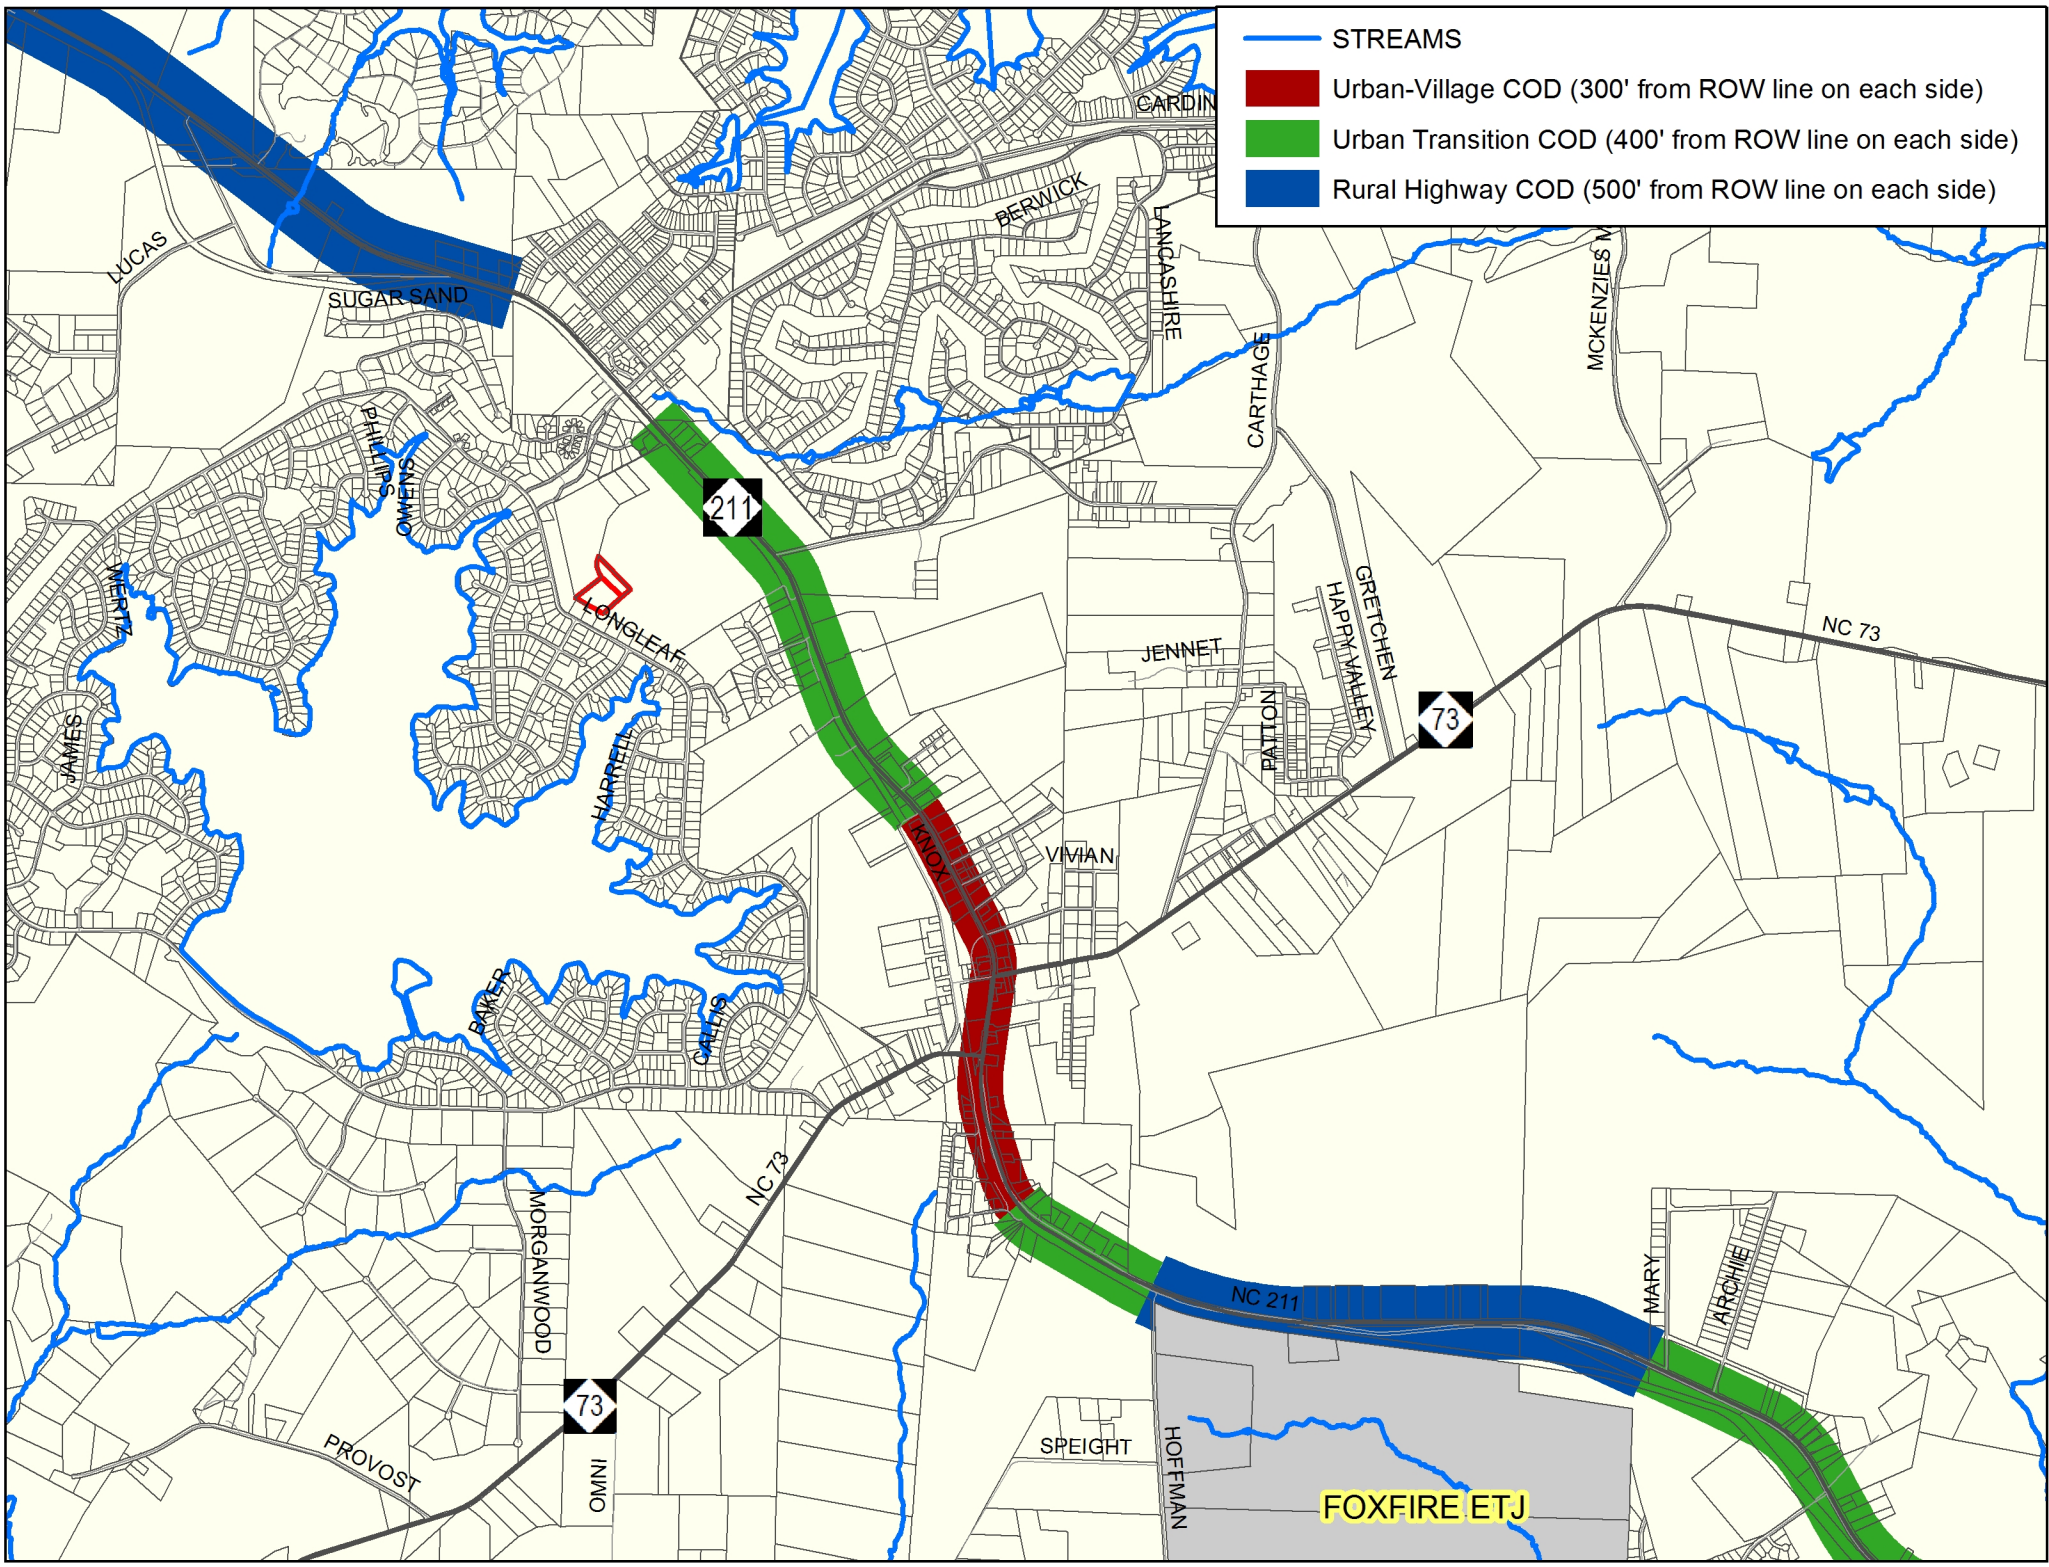 STREAMS
Urban-Village COD (300' from ROW line on each side)
Urban Transition COD (400' from ROW line on each side)
Rural Highway COD (500' from ROW line on each side)
CARDIN
BERWICK
LANCASHIRE
LUCAS
SUGAR SAND
CARTHAGE
MCKENZIES M
PHILLIPS
OWENS
211
WERTZ
LONGLEAF
GRETCHEN
HAPPY VALLEY
JENNET
NC 73
PATTON
73
JAMES
HARRELL
KNOX
VIVIAN
BAKER
CALLIS
NC 73
MORGANWOOD
NC 211
MARY
ARCHIE
73
PROVOST
OMNI
SPEIGHT
HOFFMAN
FOXFIRE ETJ